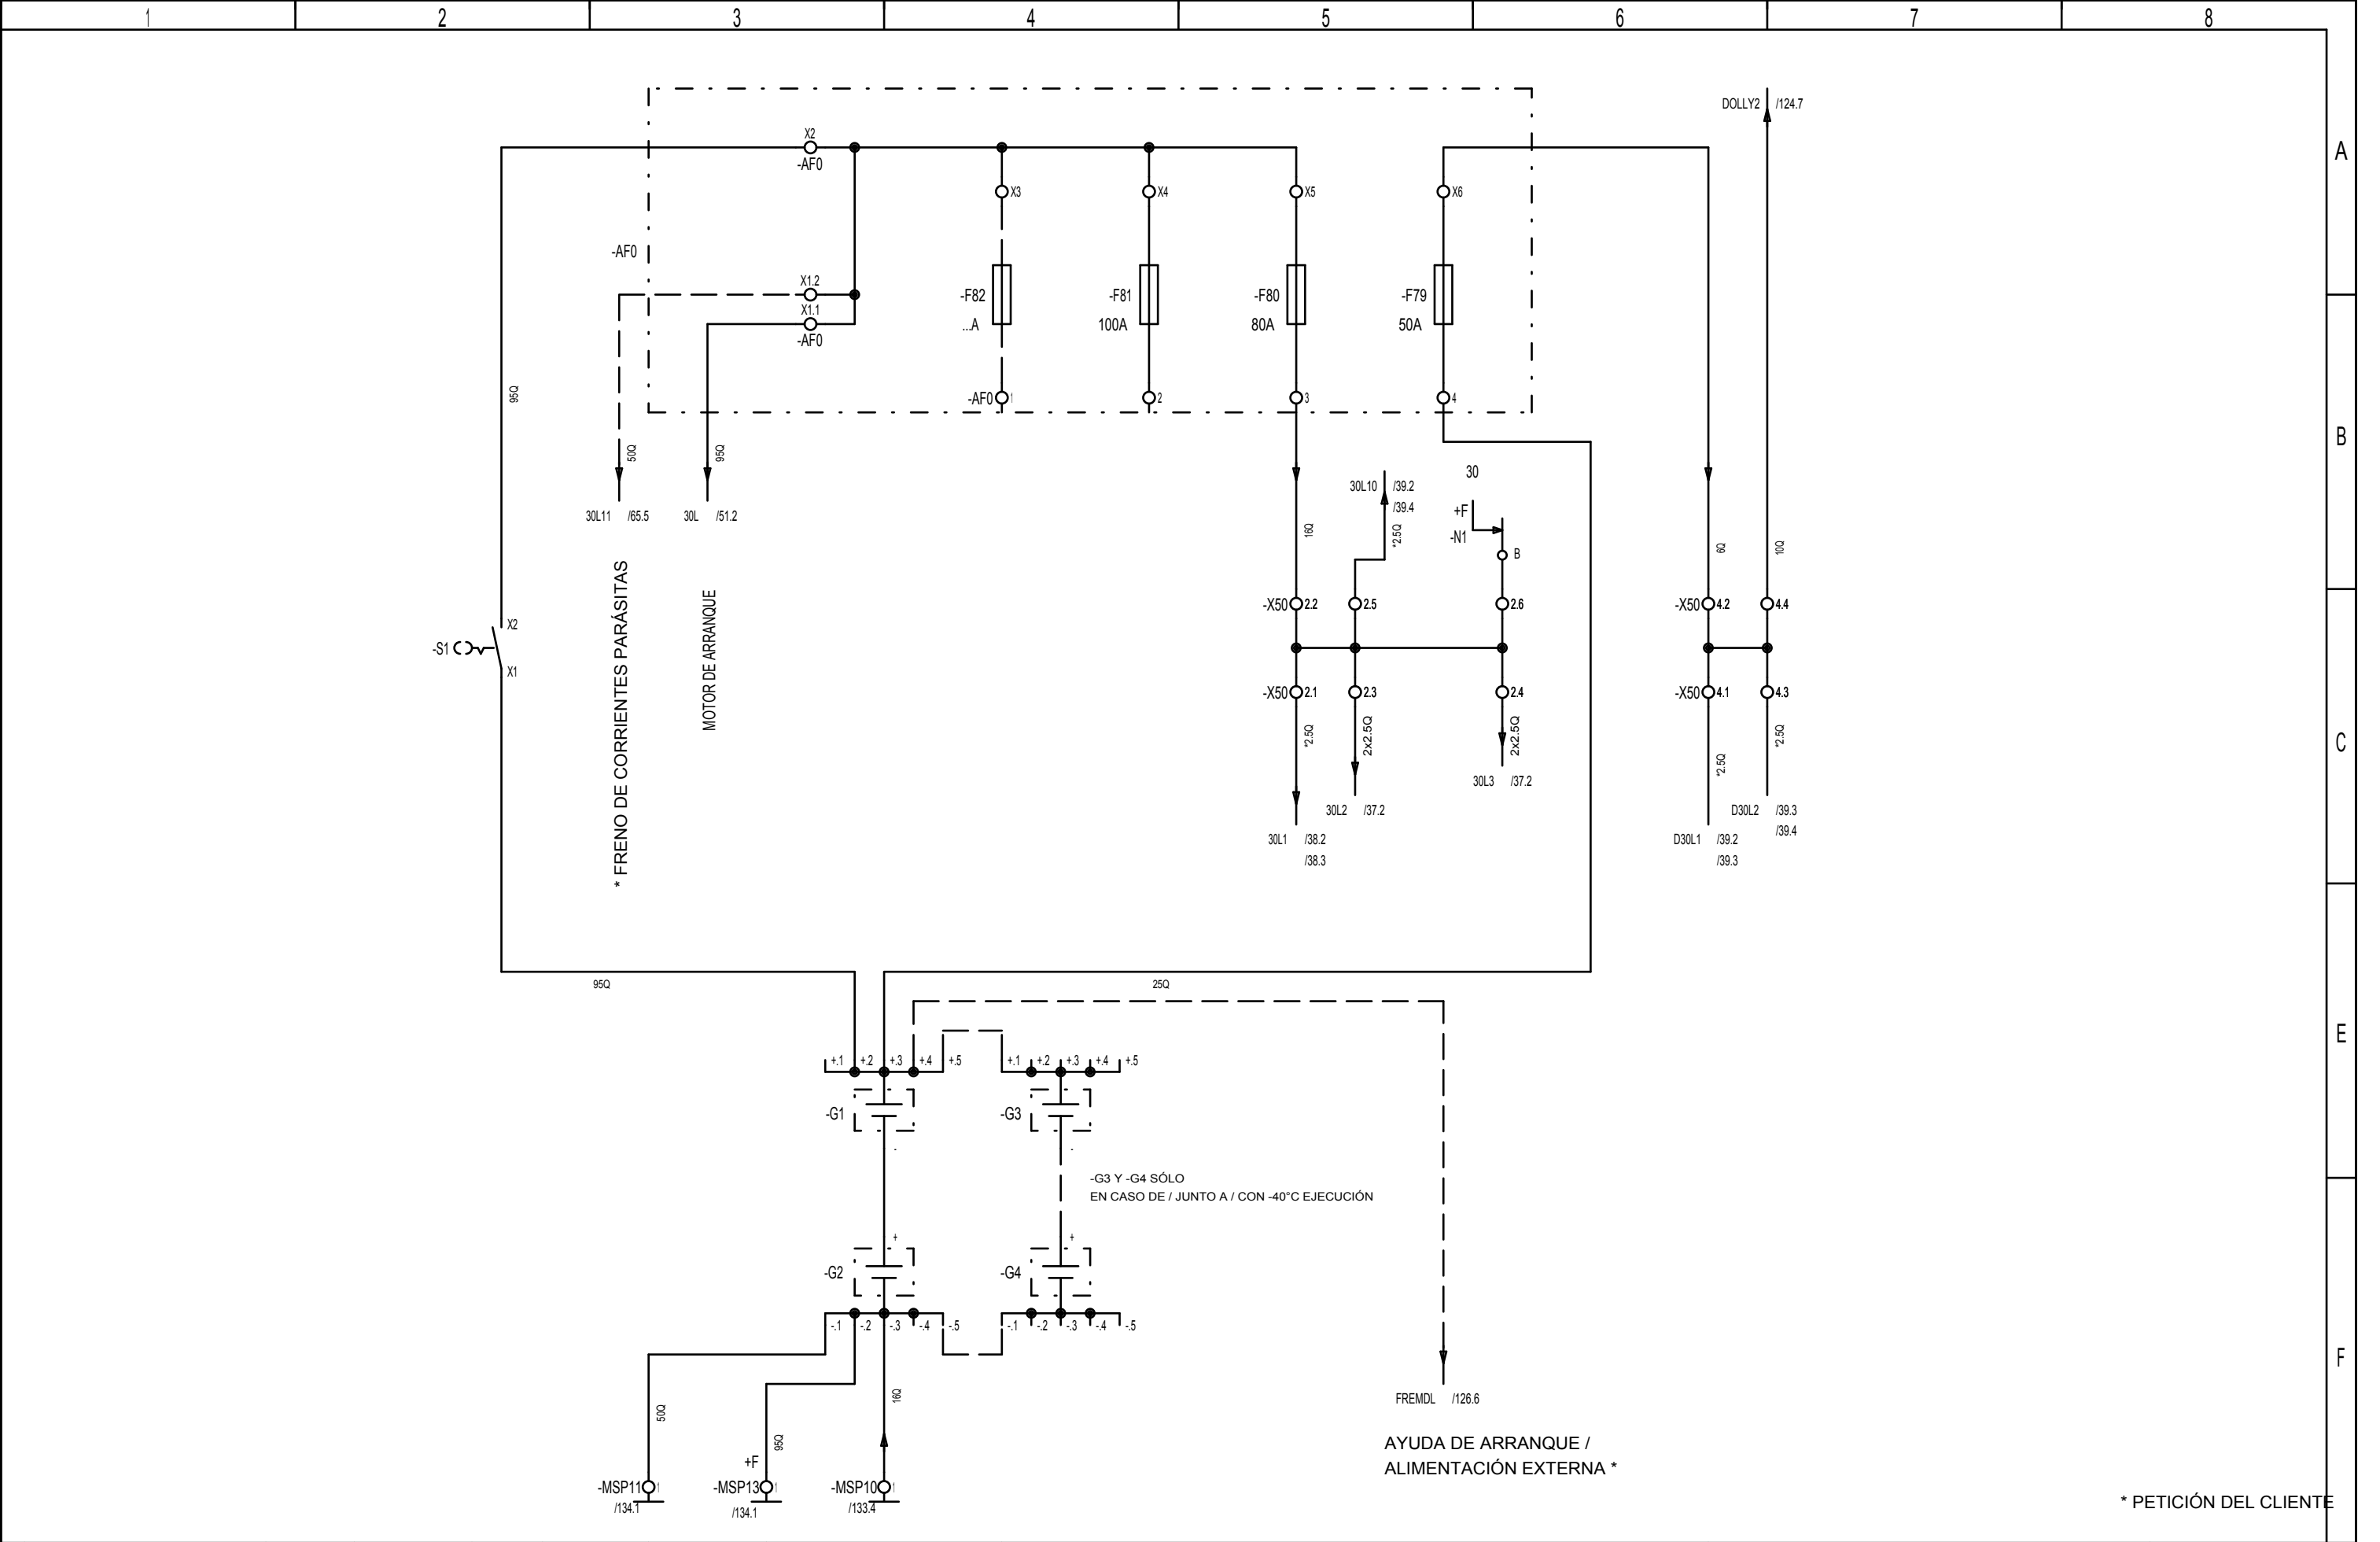 1 2 3 4 5 6 7 8
A
B
C
E
F
DOLLY2 /124.7
X2
-AF0
X3
X4
X5
X6
-AF0
X1.2
X1.1
-AF0
-F82
...A
-F81
100A
-F80
80A
-F79
50A
-AF0 1
2
3
4
95Q
50Q
95Q
30L11 /65.5
30L /51.2
30L10 /39.2
/39.4
*2.5Q
30
+F
-N1
B
16Q
6Q
10Q
* FRENO DE CORRIENTES PARÁSITAS
MOTOR DE ARRANQUE
-S1
X2
X1
-X50 2.2
2.5
2.6
-X50 4.2
4.4
-X50 2.1
2.3
2.4
-X50 4.1
4.3
*2.5Q
2x2.5Q
2x2.5Q
*2.5Q
*2.5Q
30L3 /37.2
30L2 /37.2
30L1 /38.2
/38.3
D30L2 /39.3
/39.4
D30L1 /39.2
/39.3
95Q
25Q
+.1 +.2 +.3 +.4 +.5
+.1 +.2 +.3 +.4 +.5
-G1
-
-G3
-
-G3 Y -G4 SÓLO
EN CASO DE / JUNTO A / CON -40°C EJECUCIÓN
+
-G2
+
-G4
-.1 -.2 -.3 -.4 -.5
-.1 -.2 -.3 -.4 -.5
50Q
95Q
16Q
+F
-MSP11 1
/134.1
-MSP13 1
/134.1
-MSP10 1
/133.4
FREMDL /126.6
AYUDA DE ARRANQUE /
ALIMENTACIÓN EXTERNA *
* PETICIÓN DEL CLIENTE